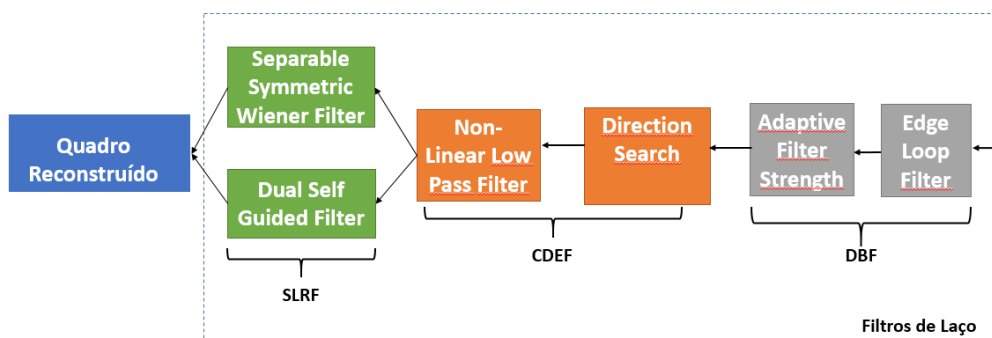 Quadro
Reconstruído
Separable
Symmetric
Wiener Filter
Dual Self
Guided Filter
SLRF
Non-
Linear Low
Pass Filter
Direction
Search
CDEF
Adaptive
Filter
Strength
Edge
Loop
Filter
DBF
Filtros de Laço